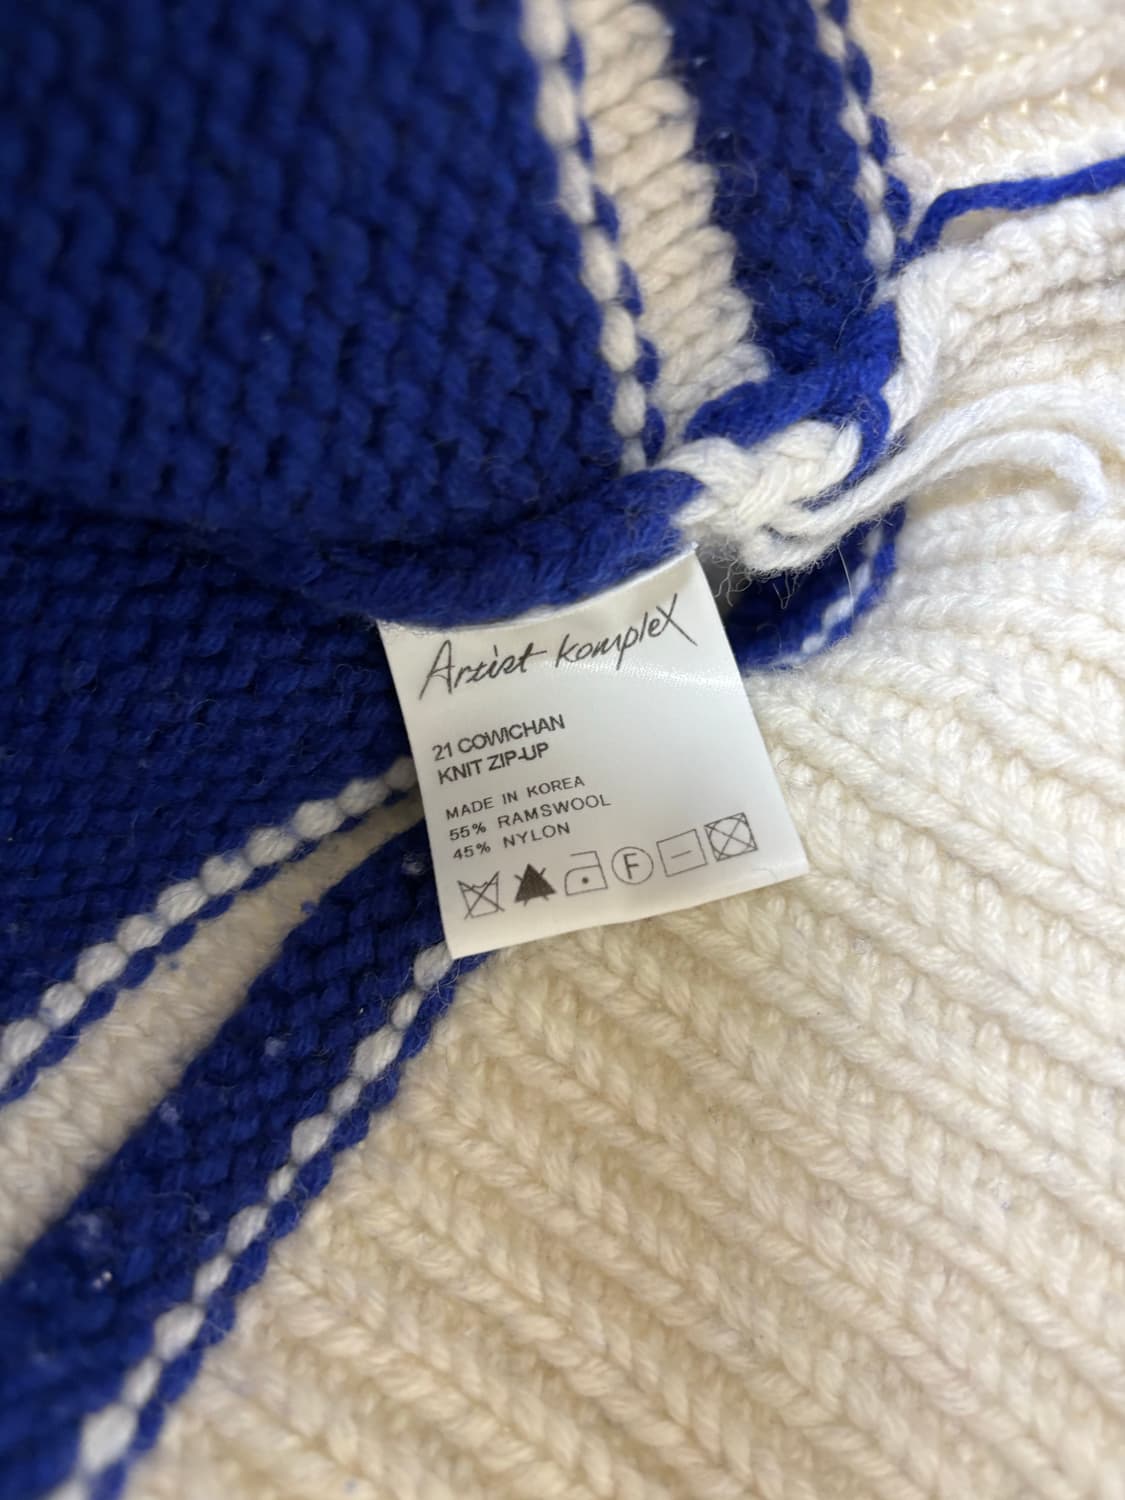 Artist kompleX
21 COWICHAN
KNIT ZIP-UP
MADE IN KOREA
55% RAMSWOOL
45% NYLON
F